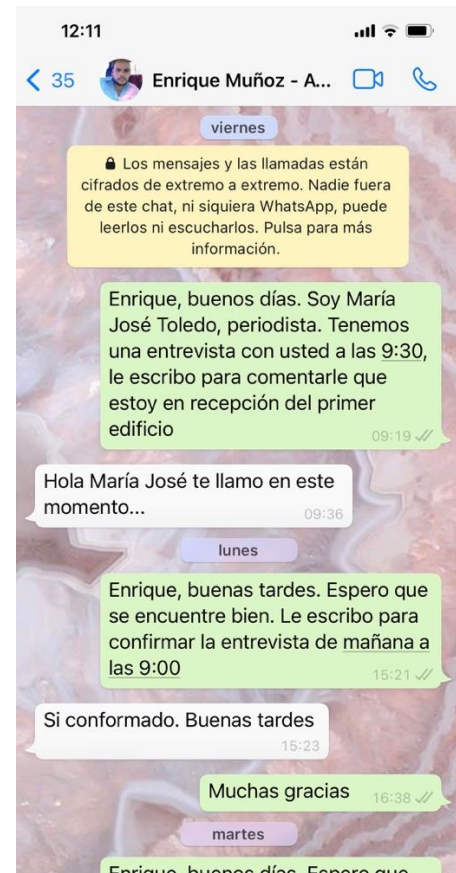 12:11
35 Enrique Muñoz - A...
viernes
Los mensajes y las llamadas están
cifrados de extremo a extremo. Nadie fuera
de este chat, ni siquiera WhatsApp, puede
leerlos ni escucharlos. Pulsa para más
información.
Enrique, buenos días. Soy María
José Toledo, periodista. Tenemos
una entrevista con usted a las 9:30,
le escribo para comentarle que
estoy en recepción del primer
edificio
09:19
Hola María José te llamo en este
momento...
09:36
lunes
Enrique, buenas tardes. Espero que
se encuentre bien. Le escribo para
confirmar la entrevista de mañana a
las 9:00
15:21
Si conformado. Buenas tardes
15:23
Muchas gracias
16:38
martes
Enrique, buenos días. Espero que